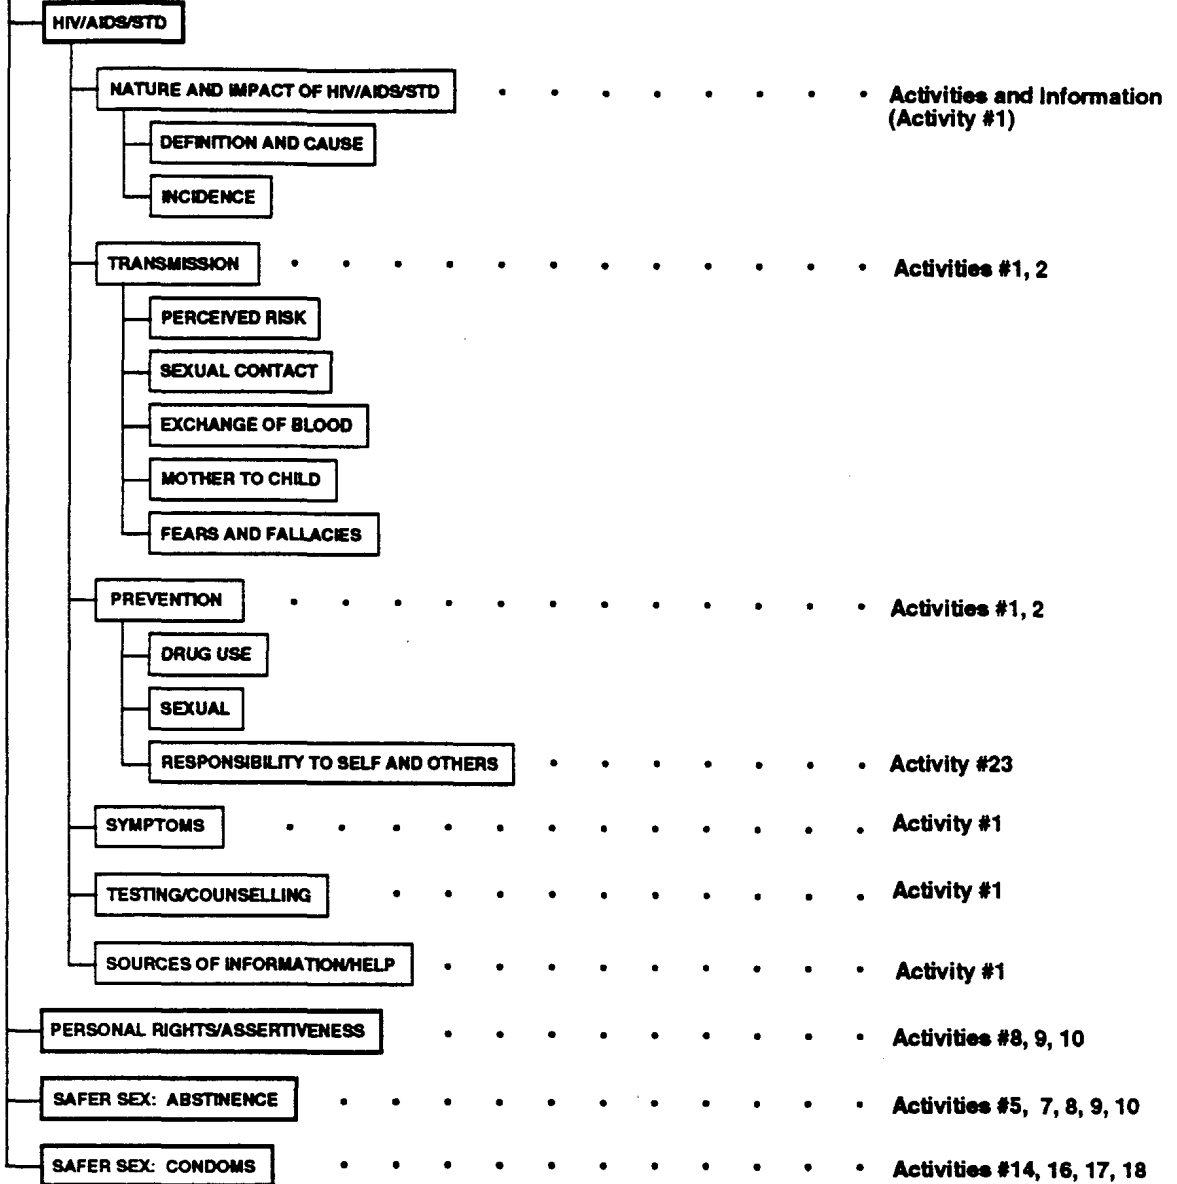 HIV/AIDS/STD
NATURE AND IMPACT OF HIV/AIDS/STD . . . . . . . . Activities and Information
(Activity #1)
DEFINITION AND CAUSE
INCIDENCE
TRANSMISSION . . . . . . . . . . . . Activities #1, 2
PERCEIVED RISK
SEXUAL CONTACT
EXCHANGE OF BLOOD
MOTHER TO CHILD
FEARS AND FALLACIES
PREVENTION . . . . . . . . . . . . Activities #1, 2
DRUG USE
SEXUAL
RESPONSIBILITY TO SELF AND OTHERS . . . . . . . Activity #23
SYMPTOMS . . . . . . . . . . . . Activity #1
TESTING/COUNSELLING . . . . . . . . . . Activity #1
SOURCES OF INFORMATION/HELP . . . . . . . . . Activity #1
PERSONAL RIGHTS/ASSERTIVENESS . . . . . . . . . Activities #8, 9, 10
SAFER SEX: ABSTINENCE . . . . . . . . . . . Activities #5, 7, 8, 9, 10
SAFER SEX: CONDOMS . . . . . . . . . . . Activities #14, 16, 17, 18